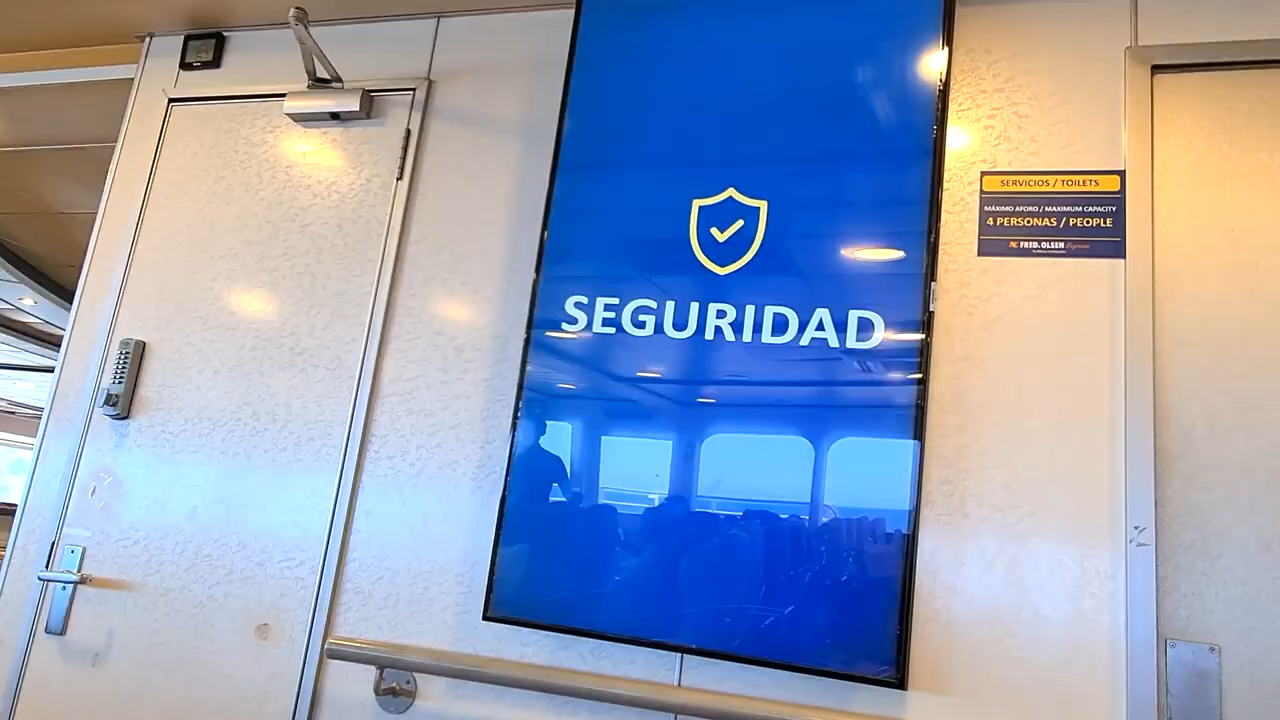 SEGURIDAD
SERVICIOS / TOILETS
MÁXIMO AFORO / MAXIMUM CAPACITY
4 PERSONAS / PEOPLE
FRED. OLSEN Express